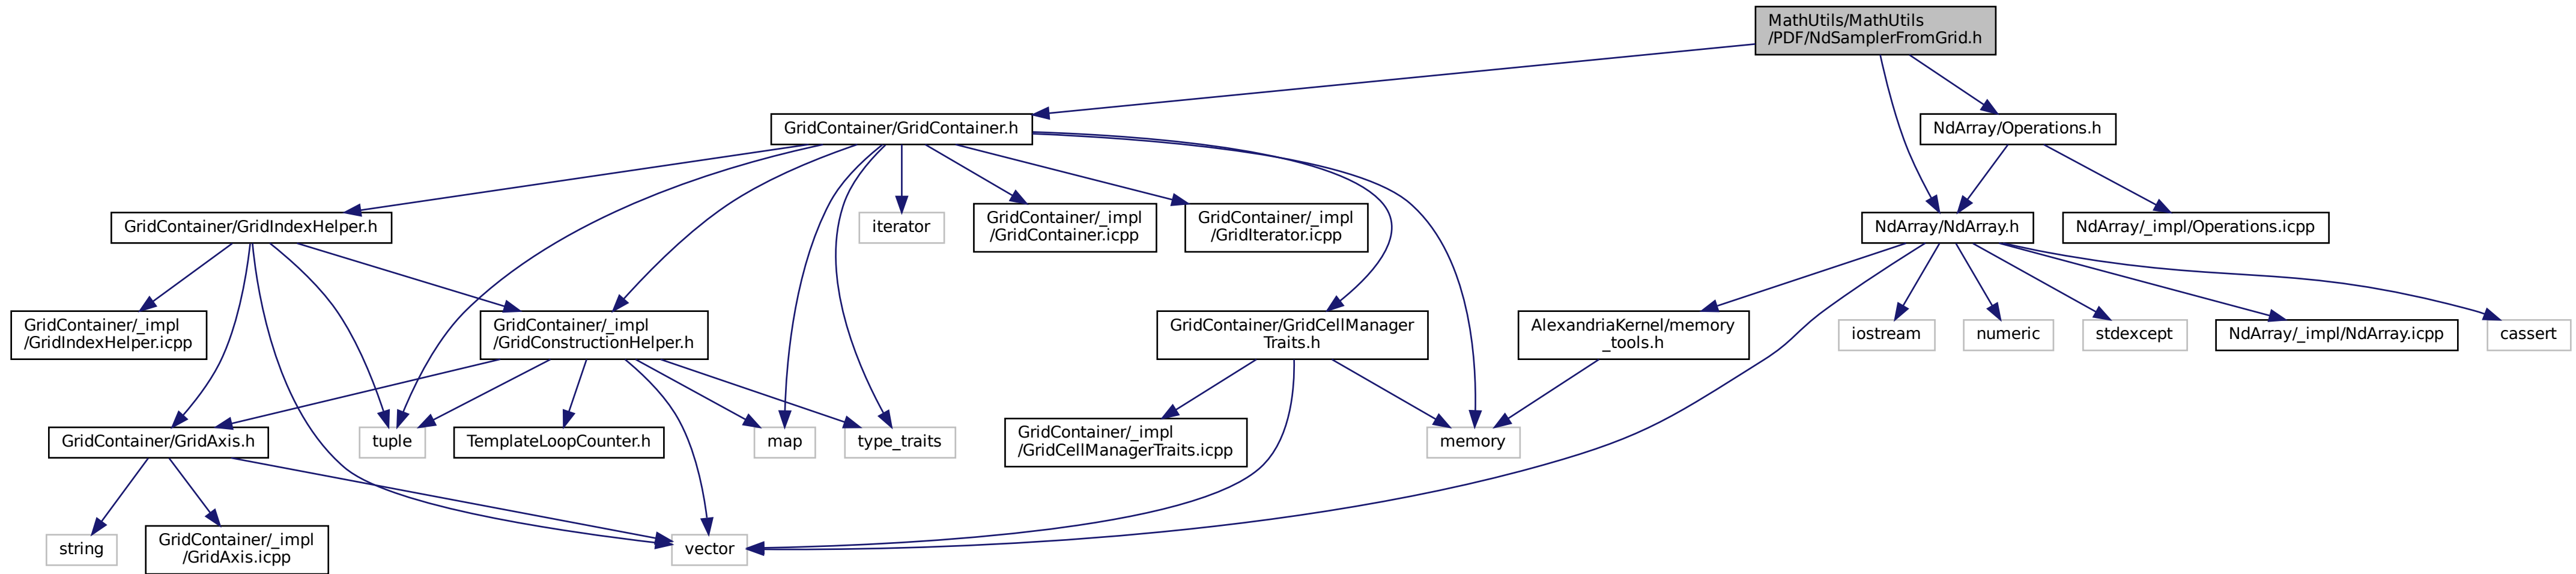 MathUtils/MathUtils
/PDF/NdSamplerFromGrid.h
GridContainer/GridContainer.h
NdArray/Operations.h
GridContainer/GridIndexHelper.h
iterator
GridContainer/_impl
/GridContainer.icpp
GridContainer/_impl
/GridIterator.icpp
NdArray/NdArray.h
NdArray/_impl/Operations.icpp
GridContainer/_impl
/GridIndexHelper.icpp
GridContainer/_impl
/GridConstructionHelper.h
GridContainer/GridCellManager
Traits.h
AlexandriaKernel/memory
_tools.h
iostream
numeric
stdexcept
NdArray/_impl/NdArray.icpp
cassert
GridContainer/GridAxis.h
tuple
TemplateLoopCounter.h
map
type_traits
GridContainer/_impl
/GridCellManagerTraits.icpp
memory
string
GridContainer/_impl
/GridAxis.icpp
vector